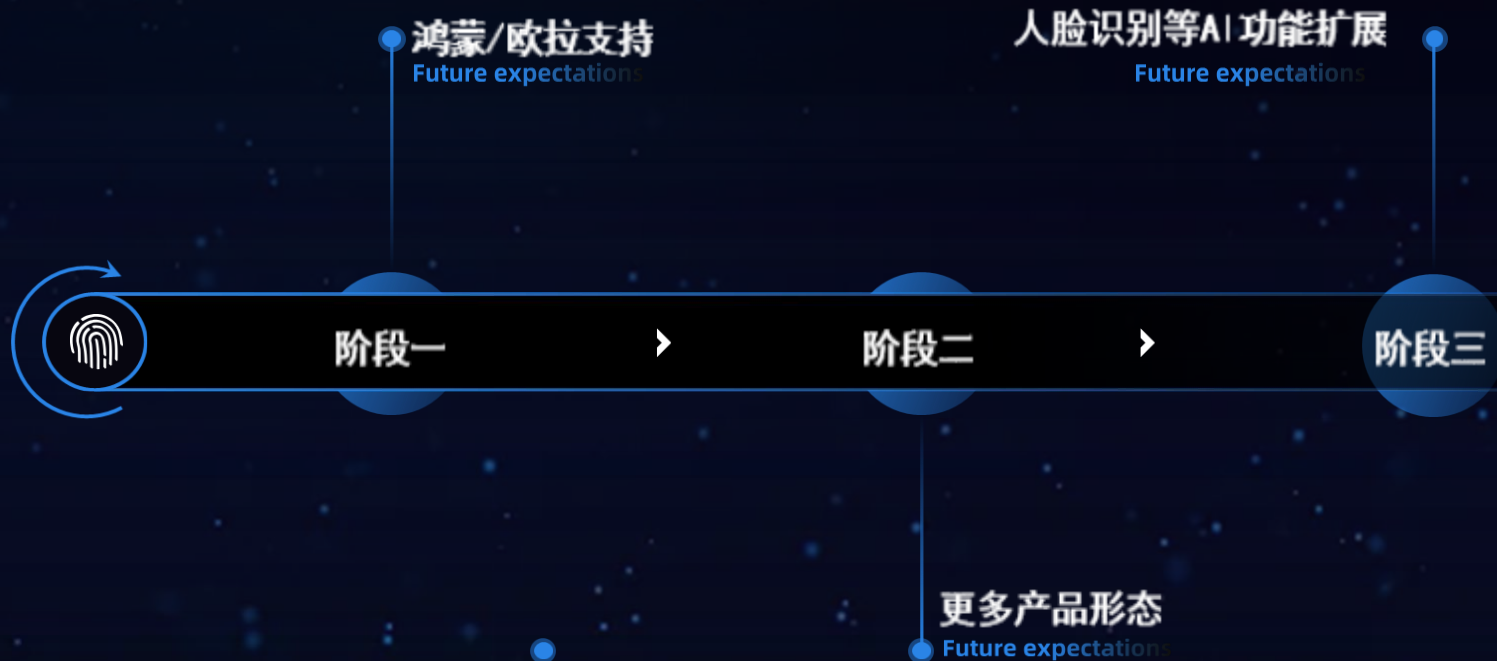 鸿蒙/欧拉支持
Future expectations
人脸识别等AI功能扩展
Future expectations
阶段一
阶段二
阶段三
更多产品形态
Future expectations